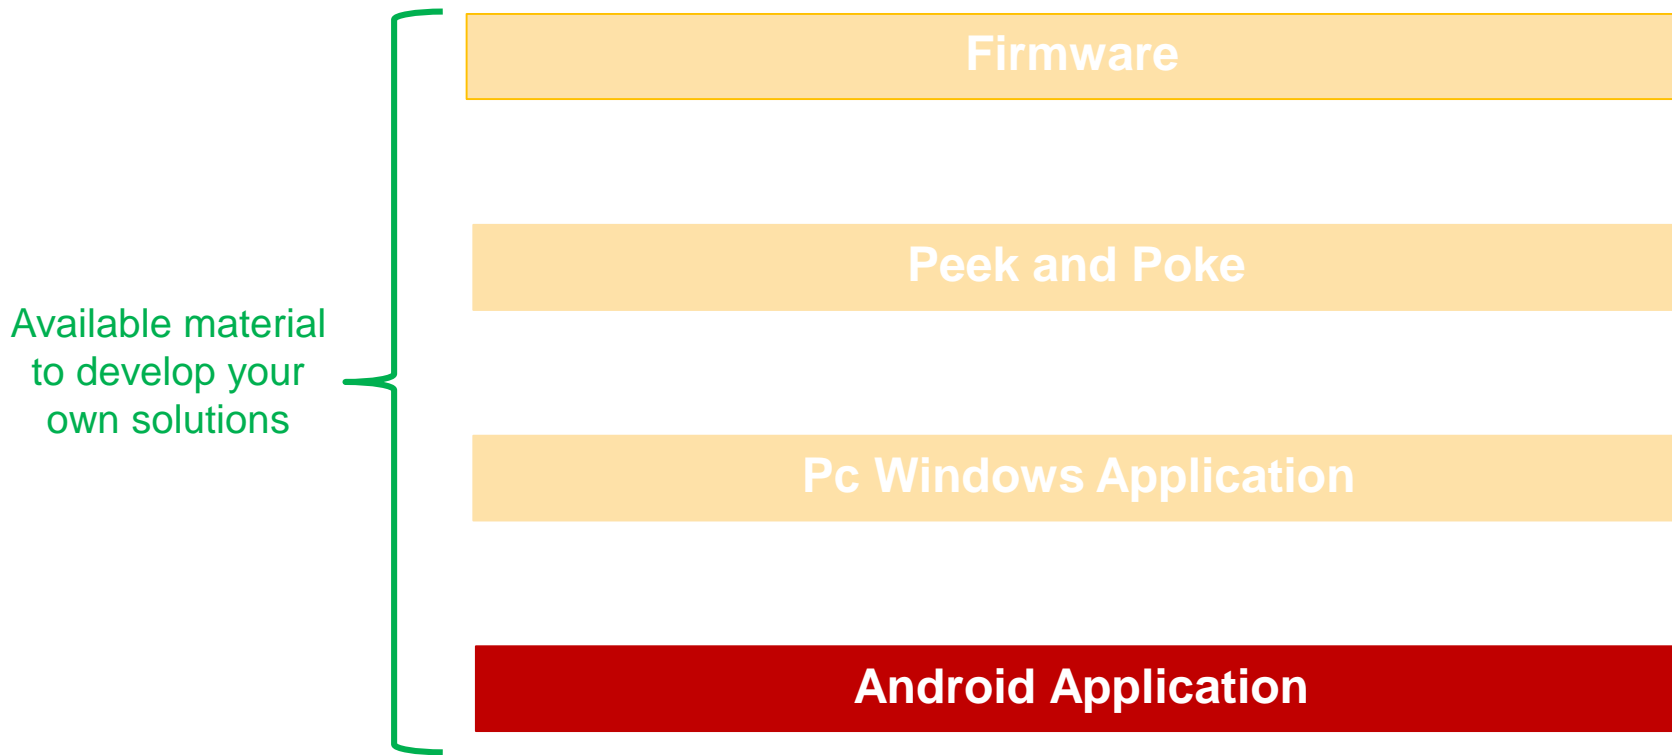 Firmware
Peek and Poke
Available material
to develop your
own solutions
Pc Windows Application
Android Application